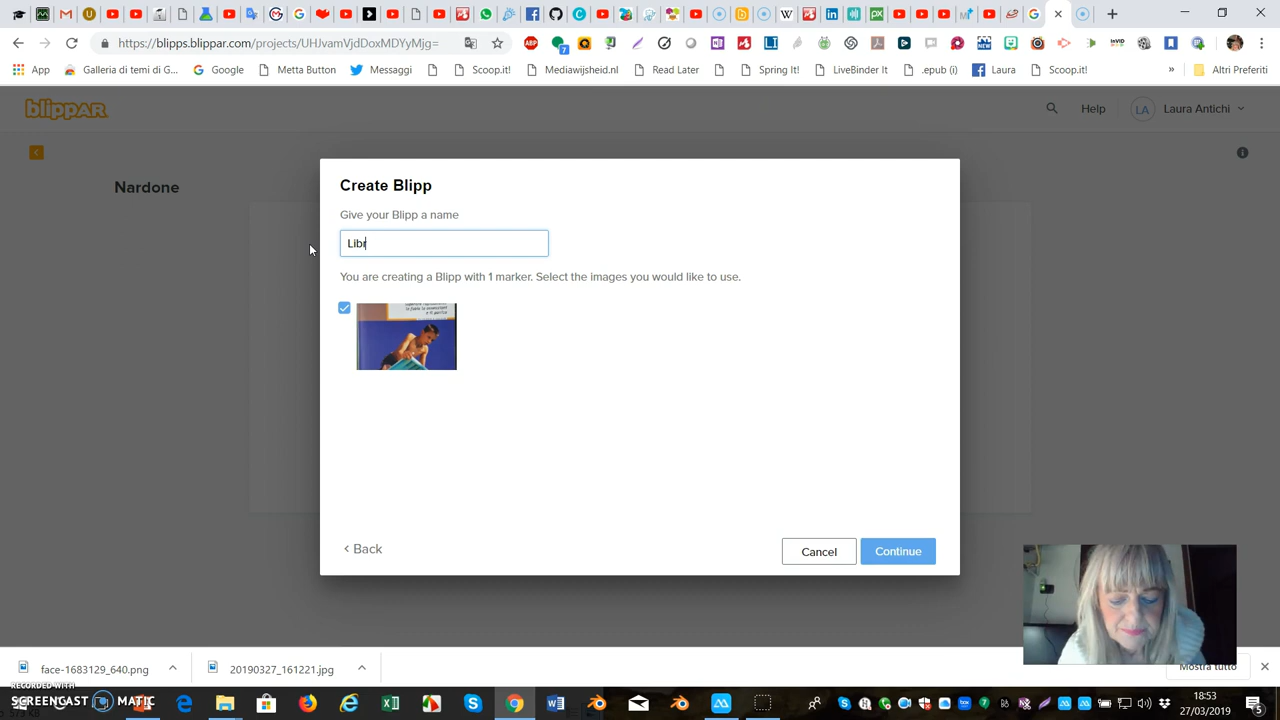 https://blipps.blippar.com/projects/UHJvamVjdDoxMDYyMjg=
App
Galleria di temi di G...
Google
Metta Button
Messaggi
Scoop.it!
Mediawijsheid.nl
Read Later
Spring It!
LiveBinder It
.epub (i)
Laura
Scoop.it!
»
Altri Preferiti
blippAR
Help
LA
Laura Antichi
Nardone
Create Blipp
Give your Blipp a name
Libr
You are creating a Blipp with 1 marker. Select the images you would like to use.
< Back
Cancel
Continue
face-1683129_640.png
20190327_161221.jpg
Mostra tutto
RECORDED WITH
SCREENCAST MATIC
18:53
27/03/2019